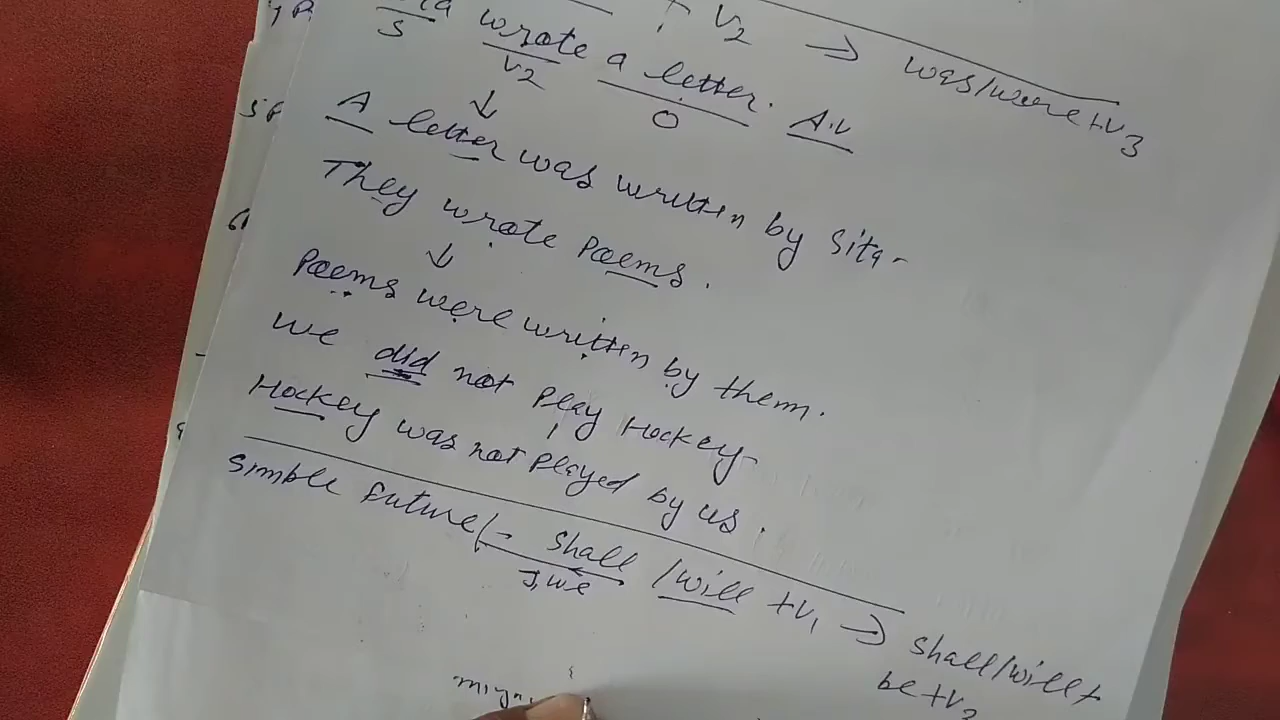 V2 → was/were+V3
wrote a letter. A.V
S V2 O
↓
A letter was written by Sita.
They wrote Poems.
↓
Poems were written by them.
We did not Play Hockey.
Hockey was not Played by us.
Simble Future :- Shall /will +V1 → Shall/will+
I, we
be+V3